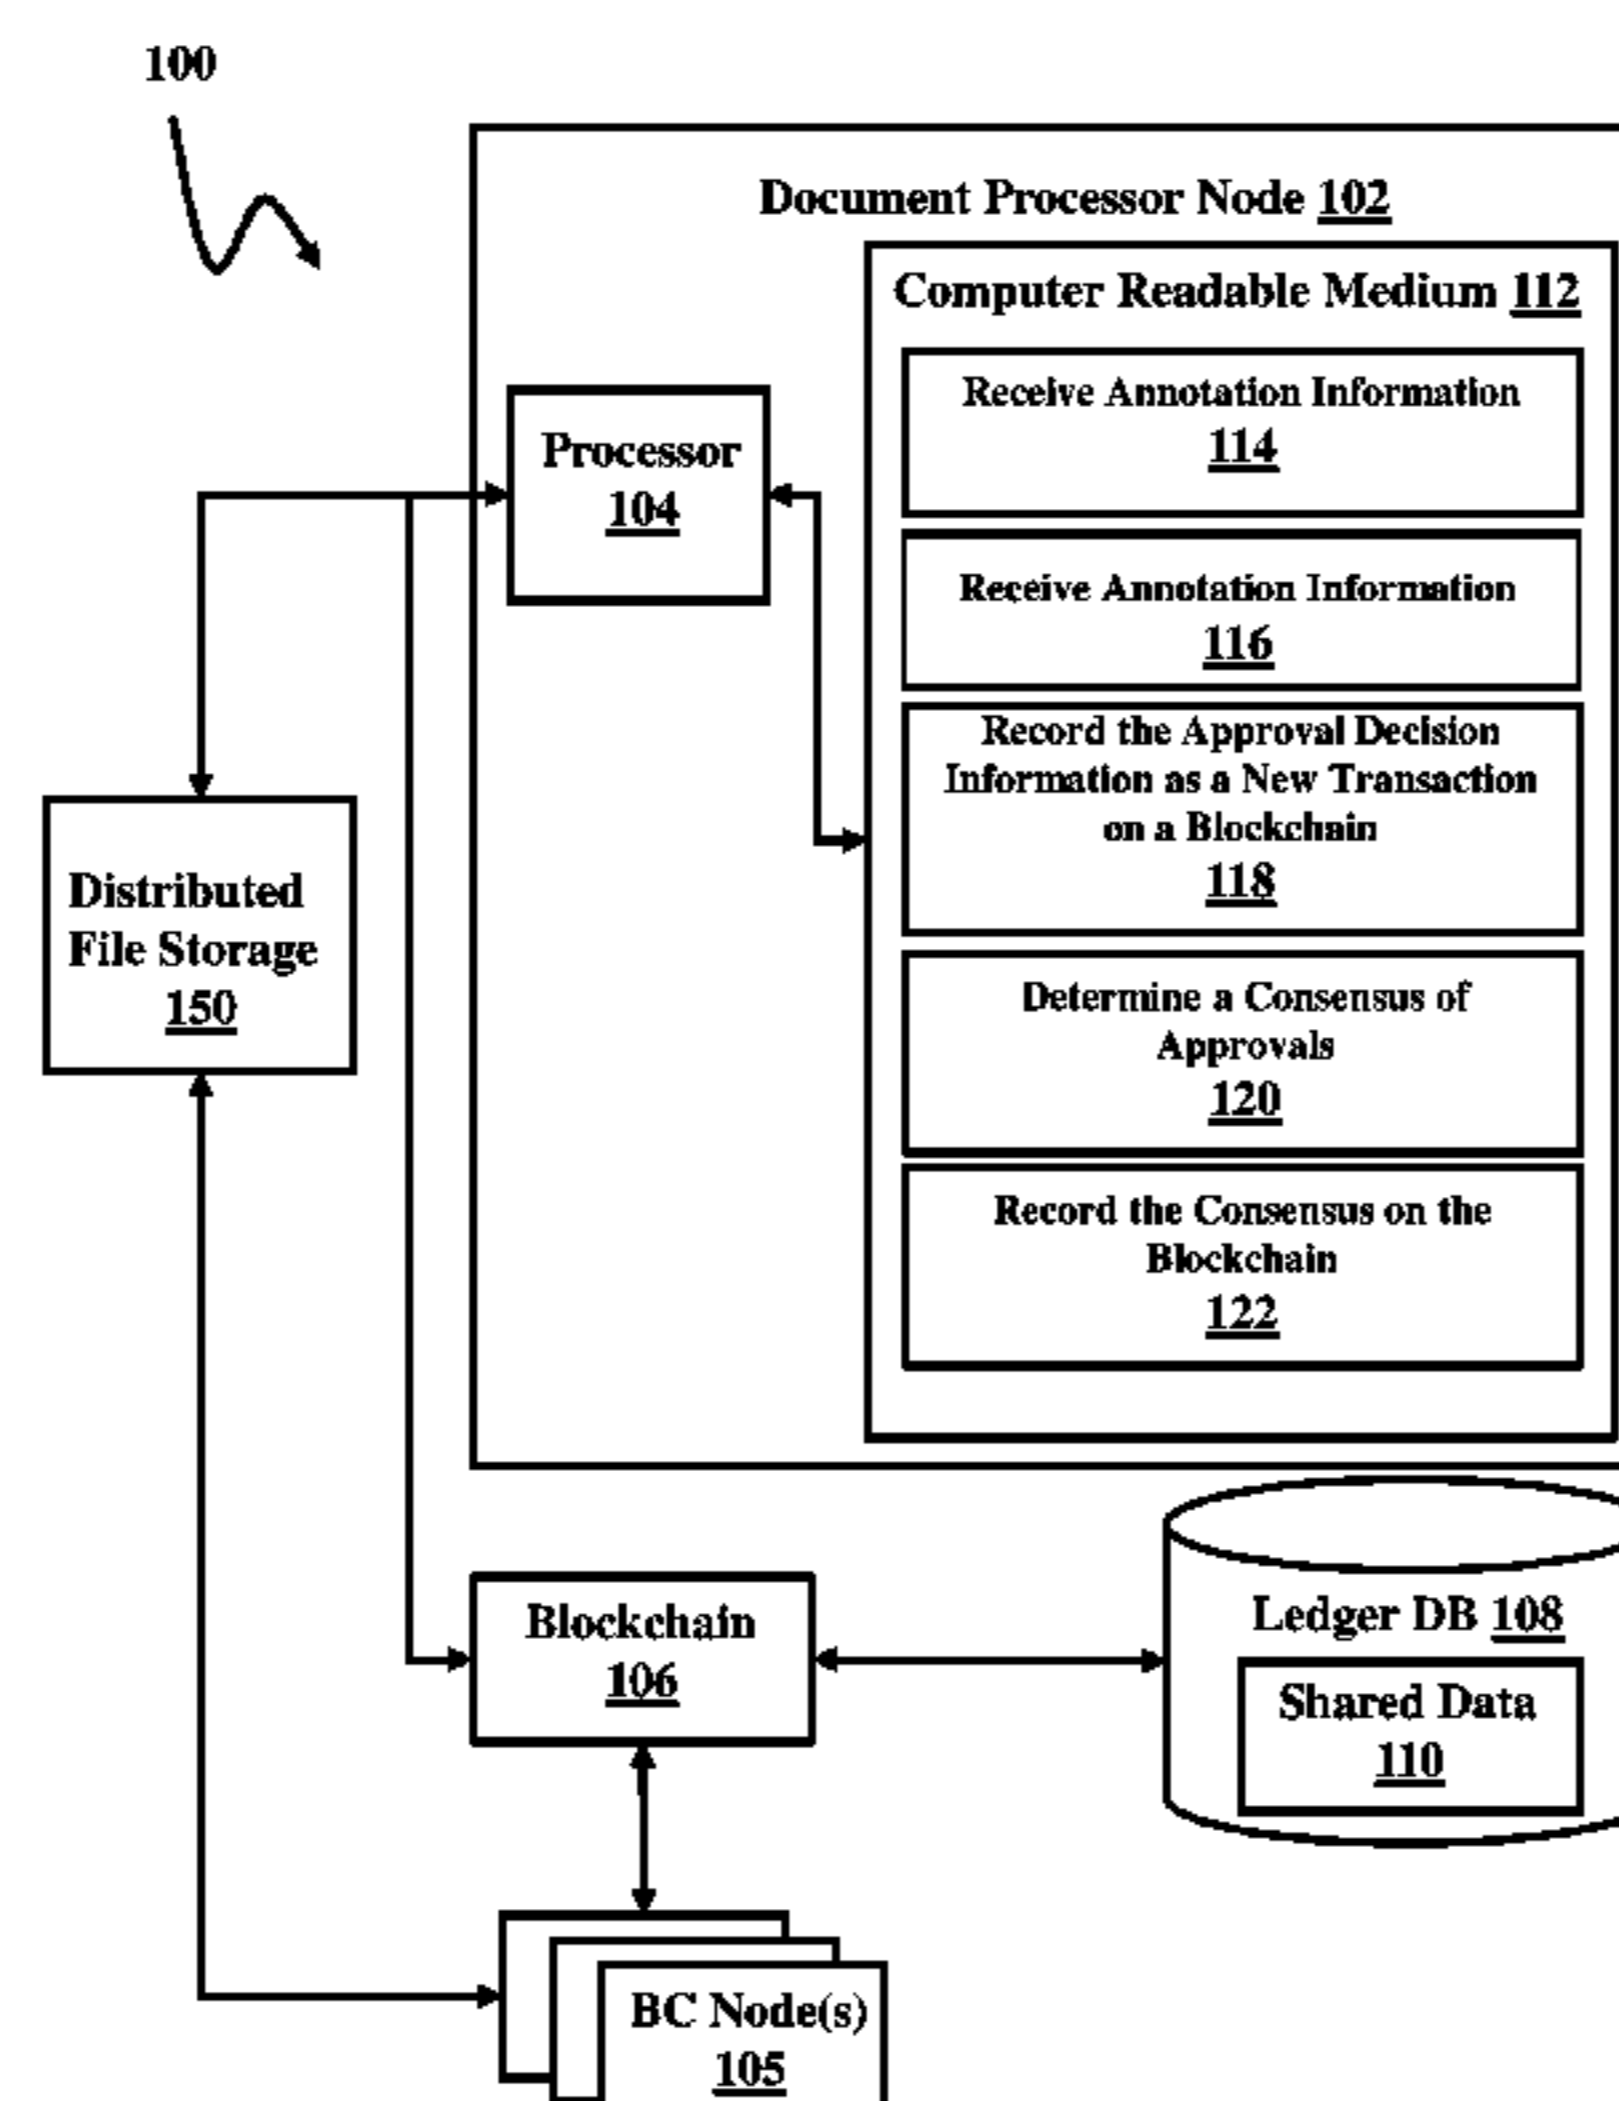 100
Document Processor Node 102
Computer Readable Medium 112
Receive Annotation Information
114
Processor
104
Receive Annotation Information
116
Record the Approval Decision
Information as a New Transaction
on a Blockchain
118
Distributed
File Storage
150
Determine a Consensus of
Approvals
120
Record the Consensus on the
Blockchain
122
Blockchain
106
Ledger DB 108
Shared Data
110
BC Node(s)
105